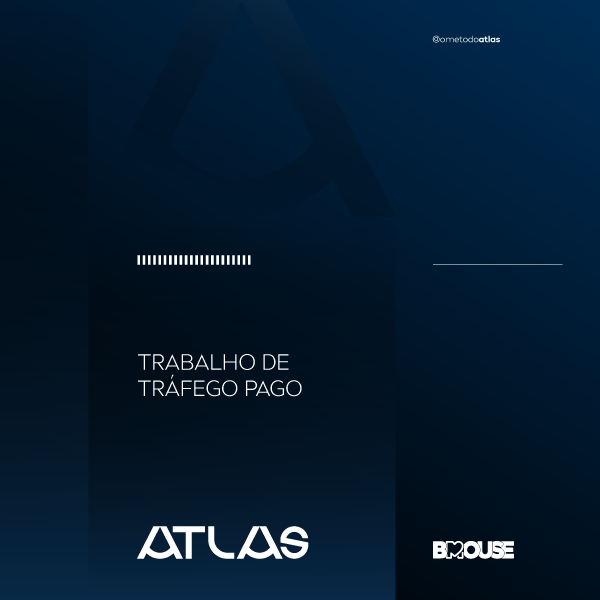 @ometodoatlas
TRABALHO DE
TRÁFEGO PAGO
ATLAS
BMOUSE